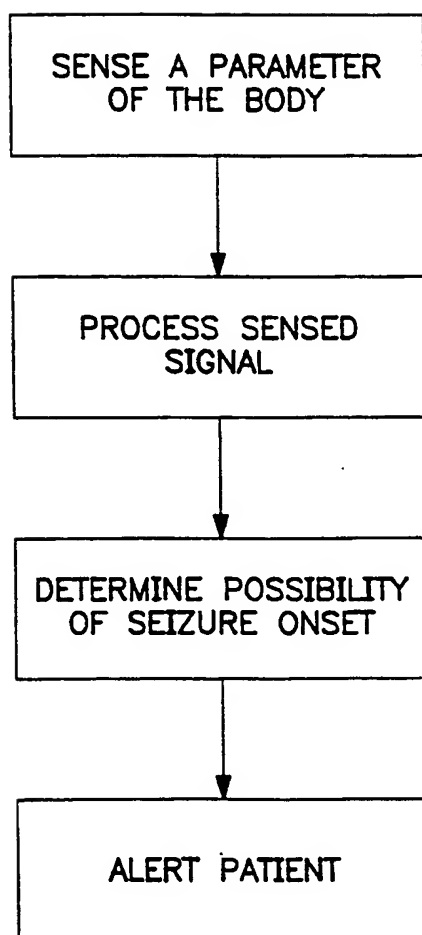 SENSE A PARAMETER
OF THE BODY
PROCESS SENSED
SIGNAL
DETERMINE POSSIBILITY
OF SEIZURE ONSET
ALERT PATIENT